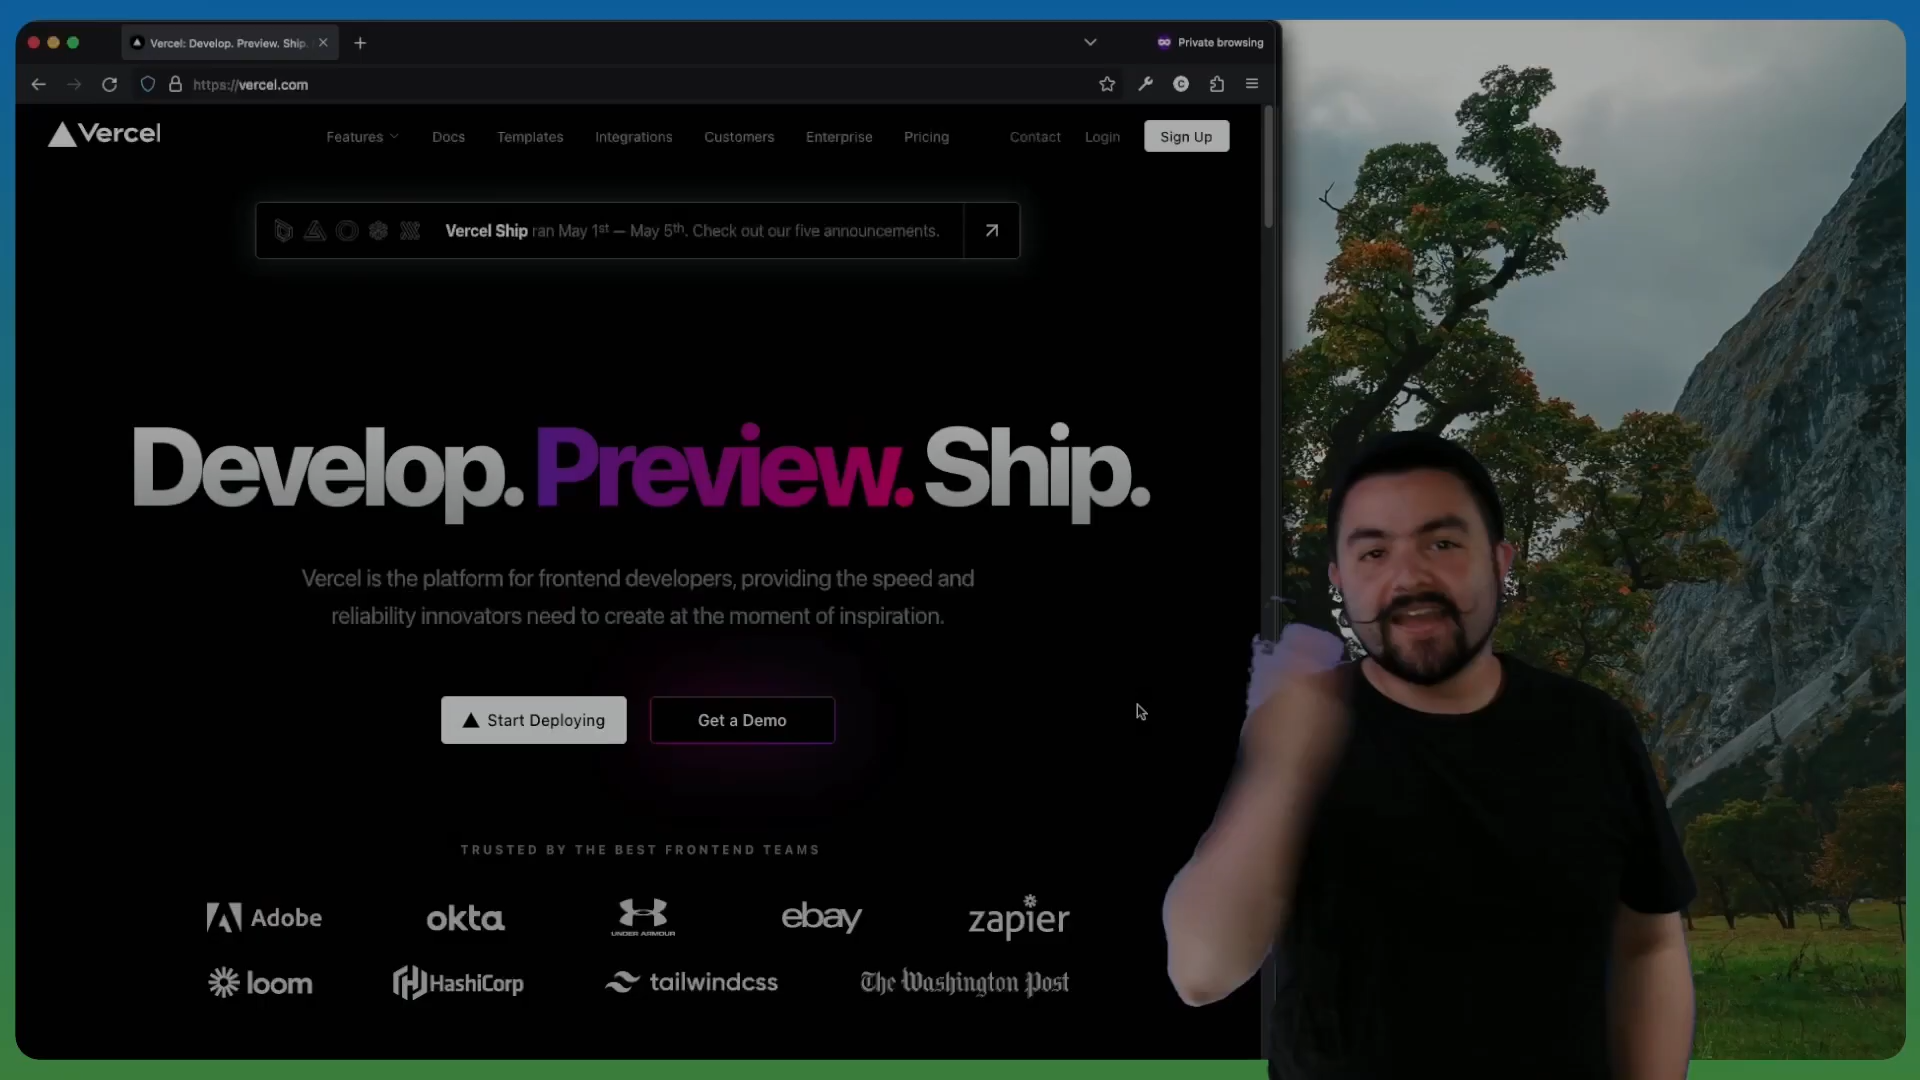 Vercel: Develop. Preview. Ship.
Private browsing
https://vercel.com
Vercel
Features
Docs
Templates
Integrations
Customers
Enterprise
Pricing
Contact
Login
Sign Up
Vercel Ship ran May 1st — May 5th. Check out our five announcements.
Develop. Preview. Ship.
Vercel is the platform for frontend developers, providing the speed and
reliability innovators need to create at the moment of inspiration.
Start Deploying
Get a Demo
TRUSTED BY THE BEST FRONTEND TEAMS
Adobe
okta
UNDER ARMOUR
ebay
zapier
loom
HashiCorp
tailwindcss
The Washington Post